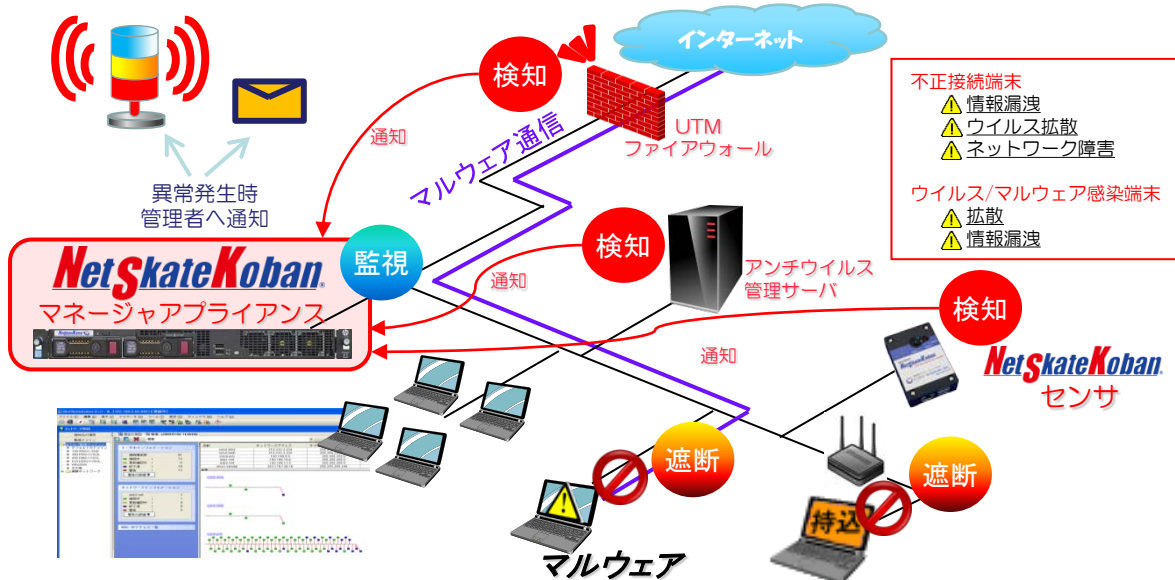 インターネット
検知
通知
UTM
ファイアウォール
マルウェア通信
不正接続端末
情報漏洩
ウイルス拡散
ネットワーク障害
ウイルス/マルウェア感染端末
拡散
情報漏洩
異常発生時
管理者へ通知
NetSkateKoban®
マネージャアプライアンス
監視
検知
通知
アンチウイルス
管理サーバ
検知
通知
NetSkateKoban®
センサ
遮断
遮断
持込
マルウェア